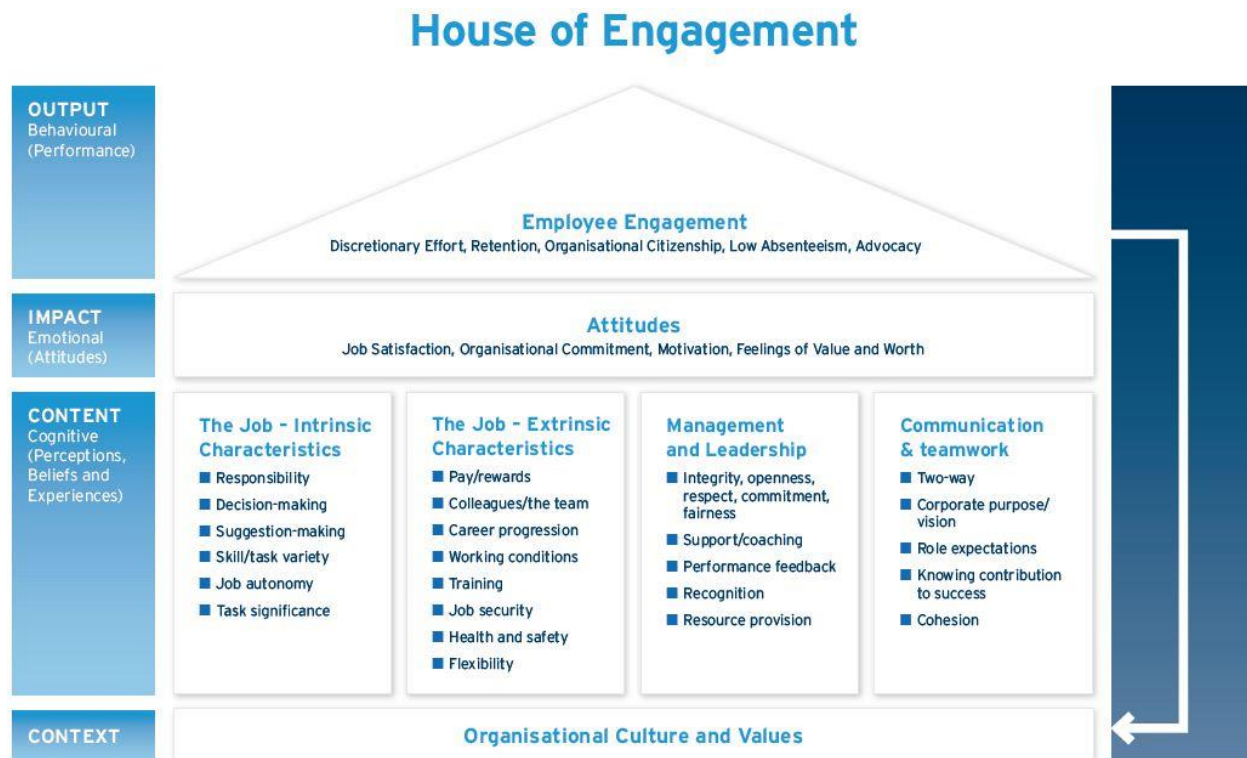 House of Engagement
OUTPUT
Behavioural
(Performance)
Employee Engagement
Discretionary Effort, Retention, Organisational Citizenship, Low Absenteeism, Advocacy
IMPACT
Emotional
(Attitudes)
Attitudes
Job Satisfaction, Organisational Commitment, Motivation, Feelings of Value and Worth
CONTENT
Cognitive
(Perceptions,
Beliefs and
Experiences)
The Job – Intrinsic
Characteristics
Responsibility
Decision-making
Suggestion-making
Skill/task variety
Job autonomy
Task significance
The Job – Extrinsic
Characteristics
Pay/rewards
Colleagues/the team
Career progression
Working conditions
Training
Job security
Health and safety
Flexibility
Management
and Leadership
Integrity, openness,
respect, commitment,
fairness
Support/coaching
Performance feedback
Recognition
Resource provision
Communication
& teamwork
Two-way
Corporate purpose/
vision
Role expectations
Knowing contribution
to success
Cohesion
CONTEXT
Organisational Culture and Values